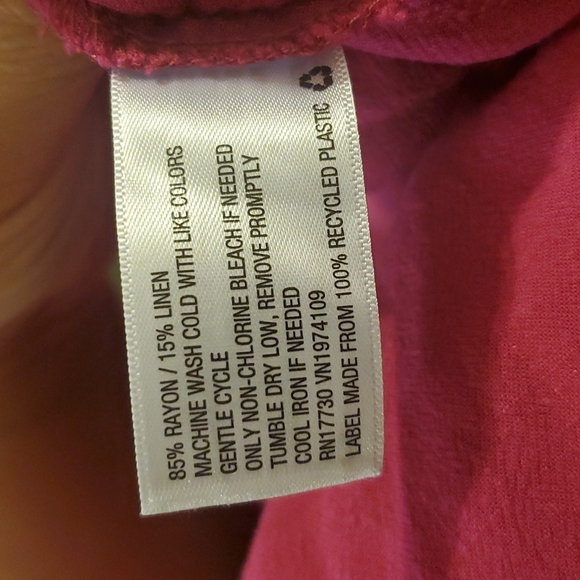 85% RAYON / 15% LINEN
MACHINE WASH COLD WITH LIKE COLORS
GENTLE CYCLE
ONLY NON-CHLORINE BLEACH IF NEEDED
TUMBLE DRY LOW, REMOVE PROMPTLY
COOL IRON IF NEEDED
RN17730 VN1974109
LABEL MADE FROM 100% RECYCLED PLASTIC